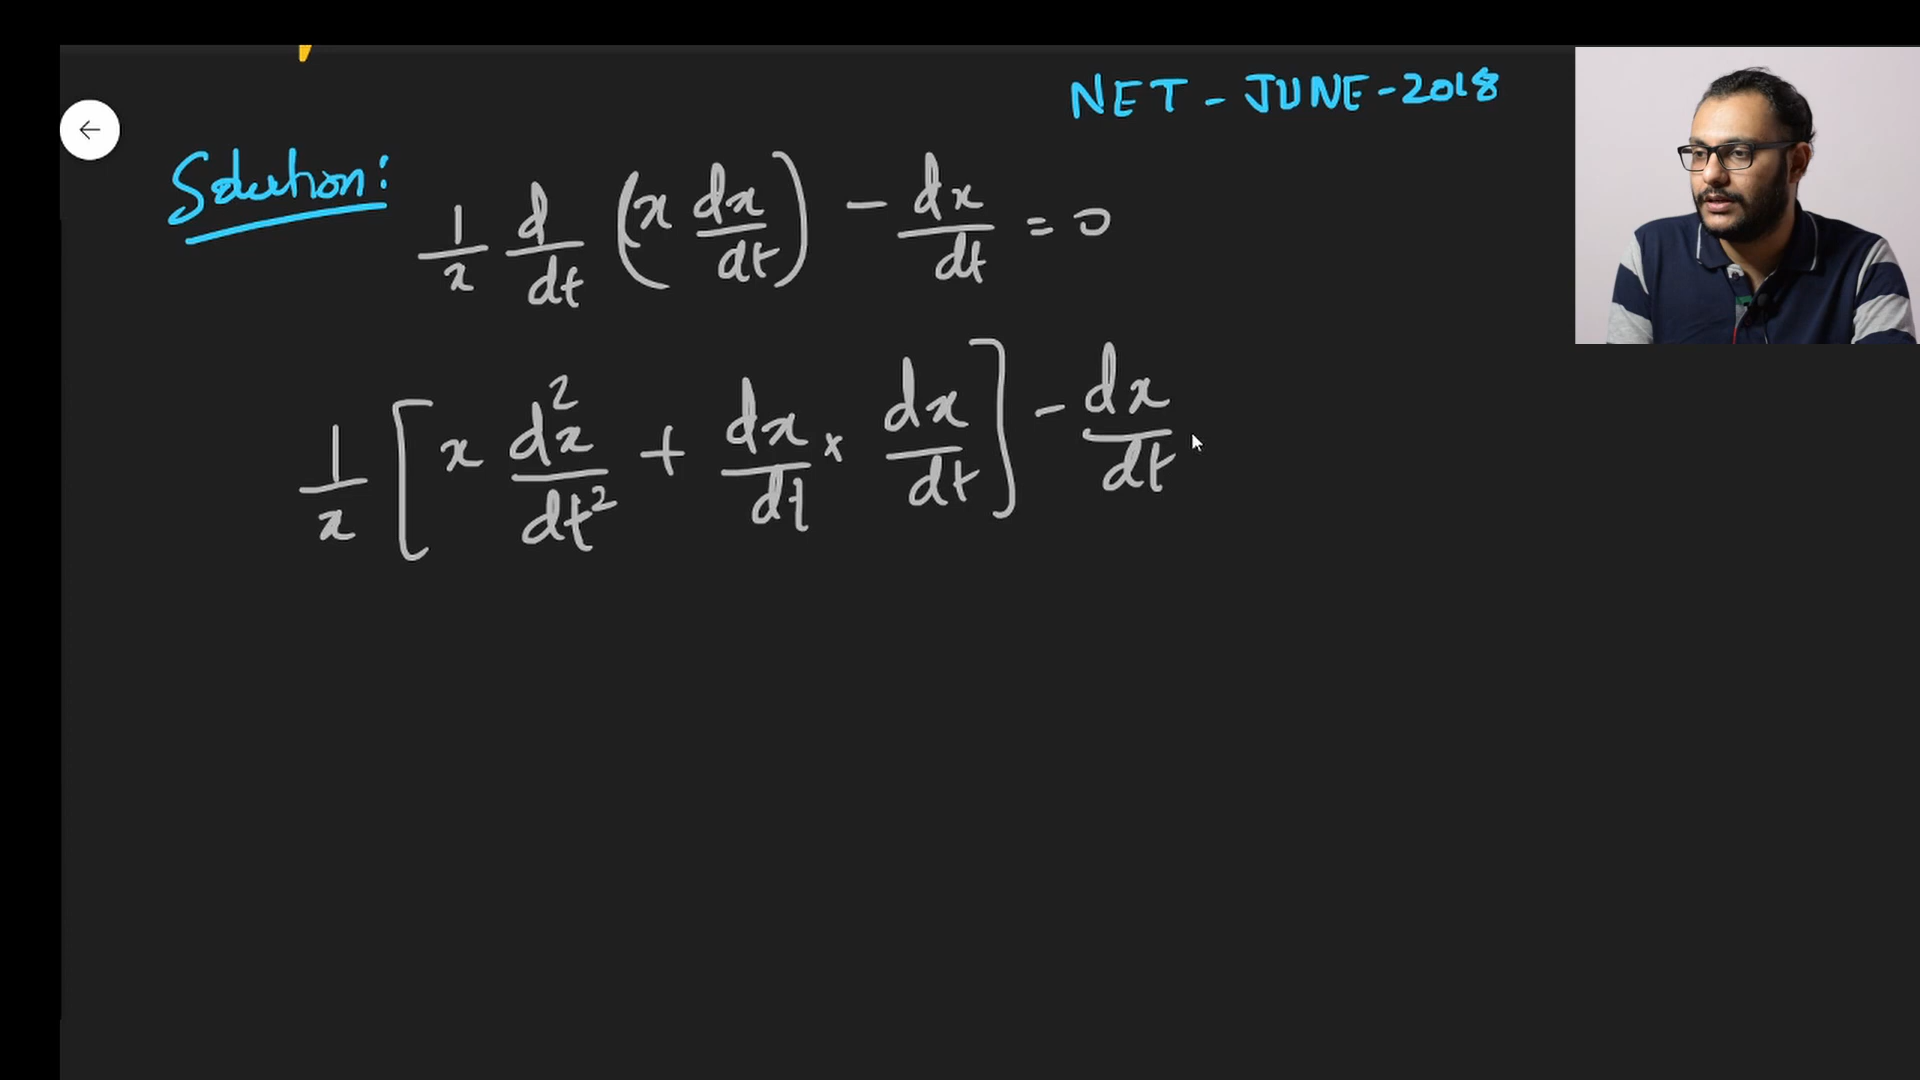 NET - JUNE - 2018
Solution:
1/x d/dt (x dx/dt) - dx/dt = 0
1/x [x d²x/dt² + dx/dt × dx/dt] - dx/dt